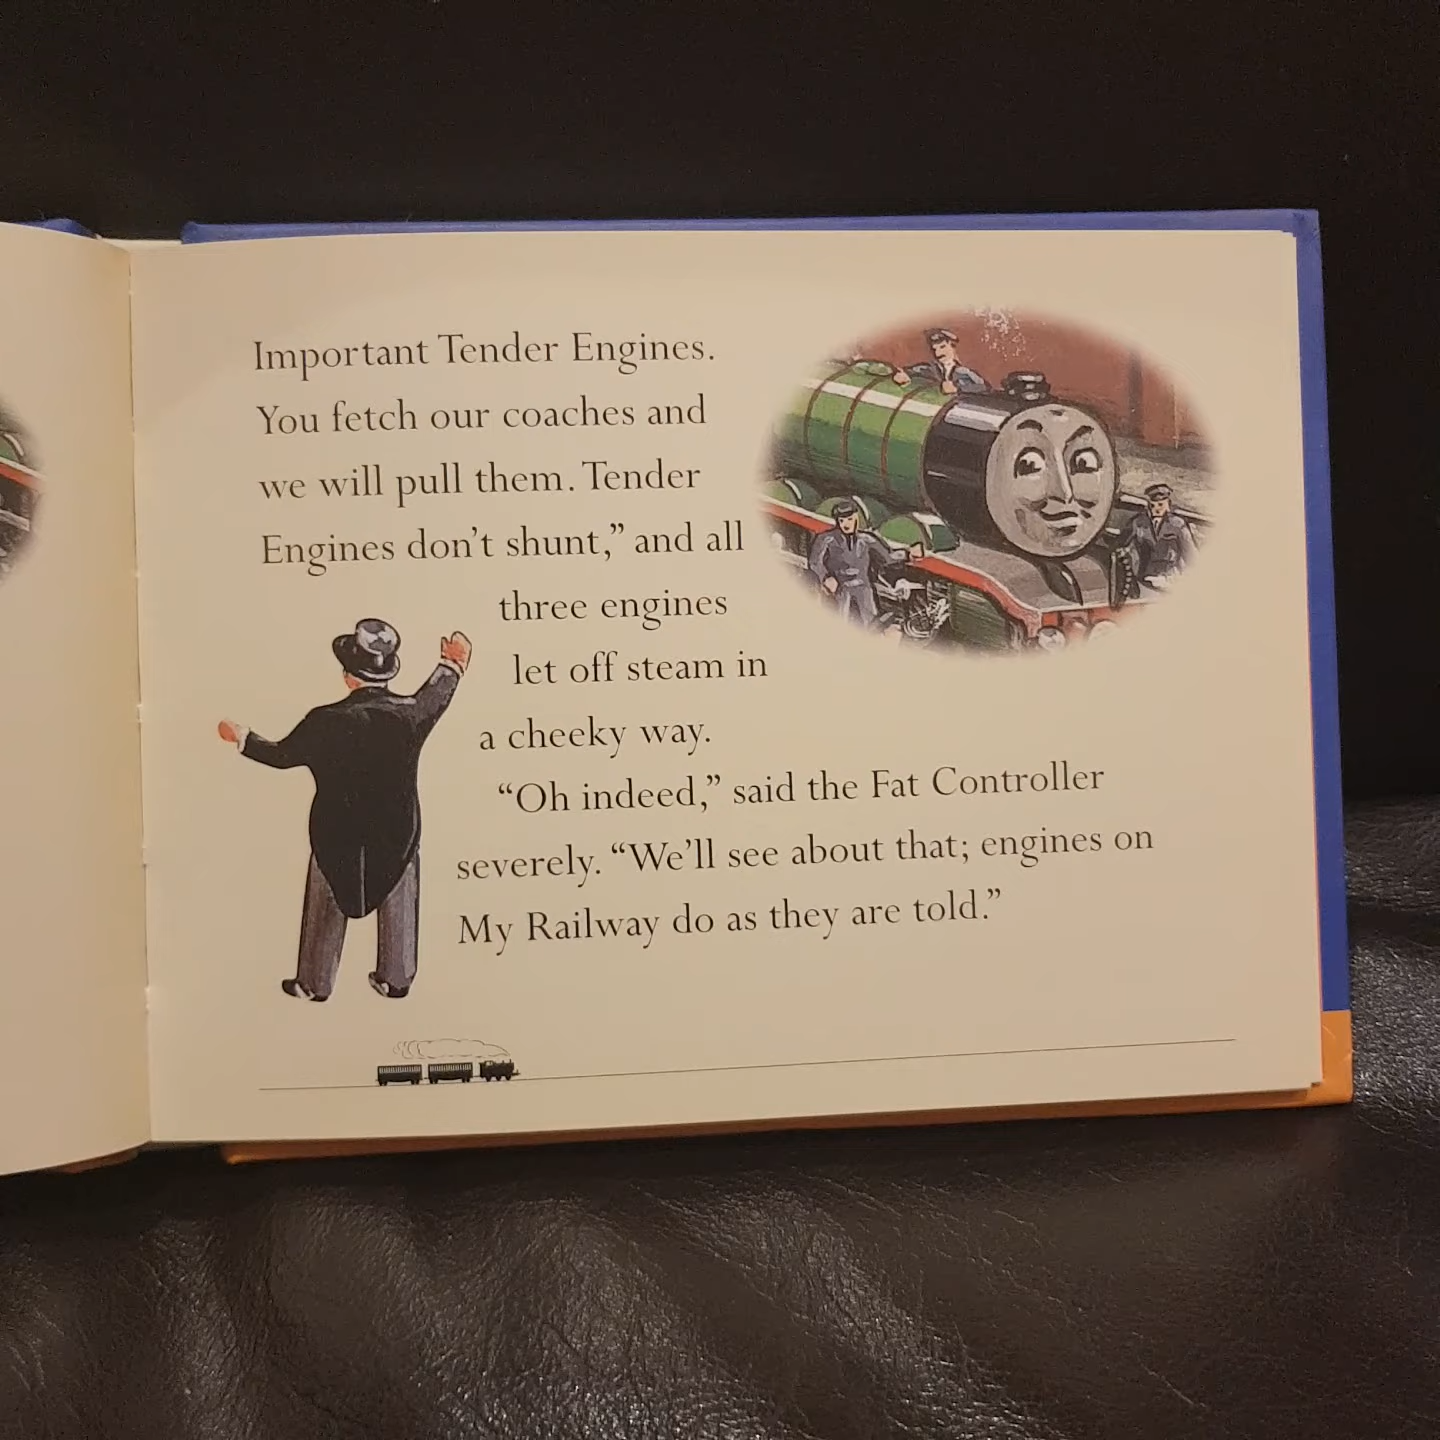 Important Tender Engines.
You fetch our coaches and
we will pull them. Tender
Engines don't shunt,” and all
three engines
let off steam in
a cheeky way.
“Oh indeed,” said the Fat Controller
severely. “We'll see about that; engines on
My Railway do as they are told.”